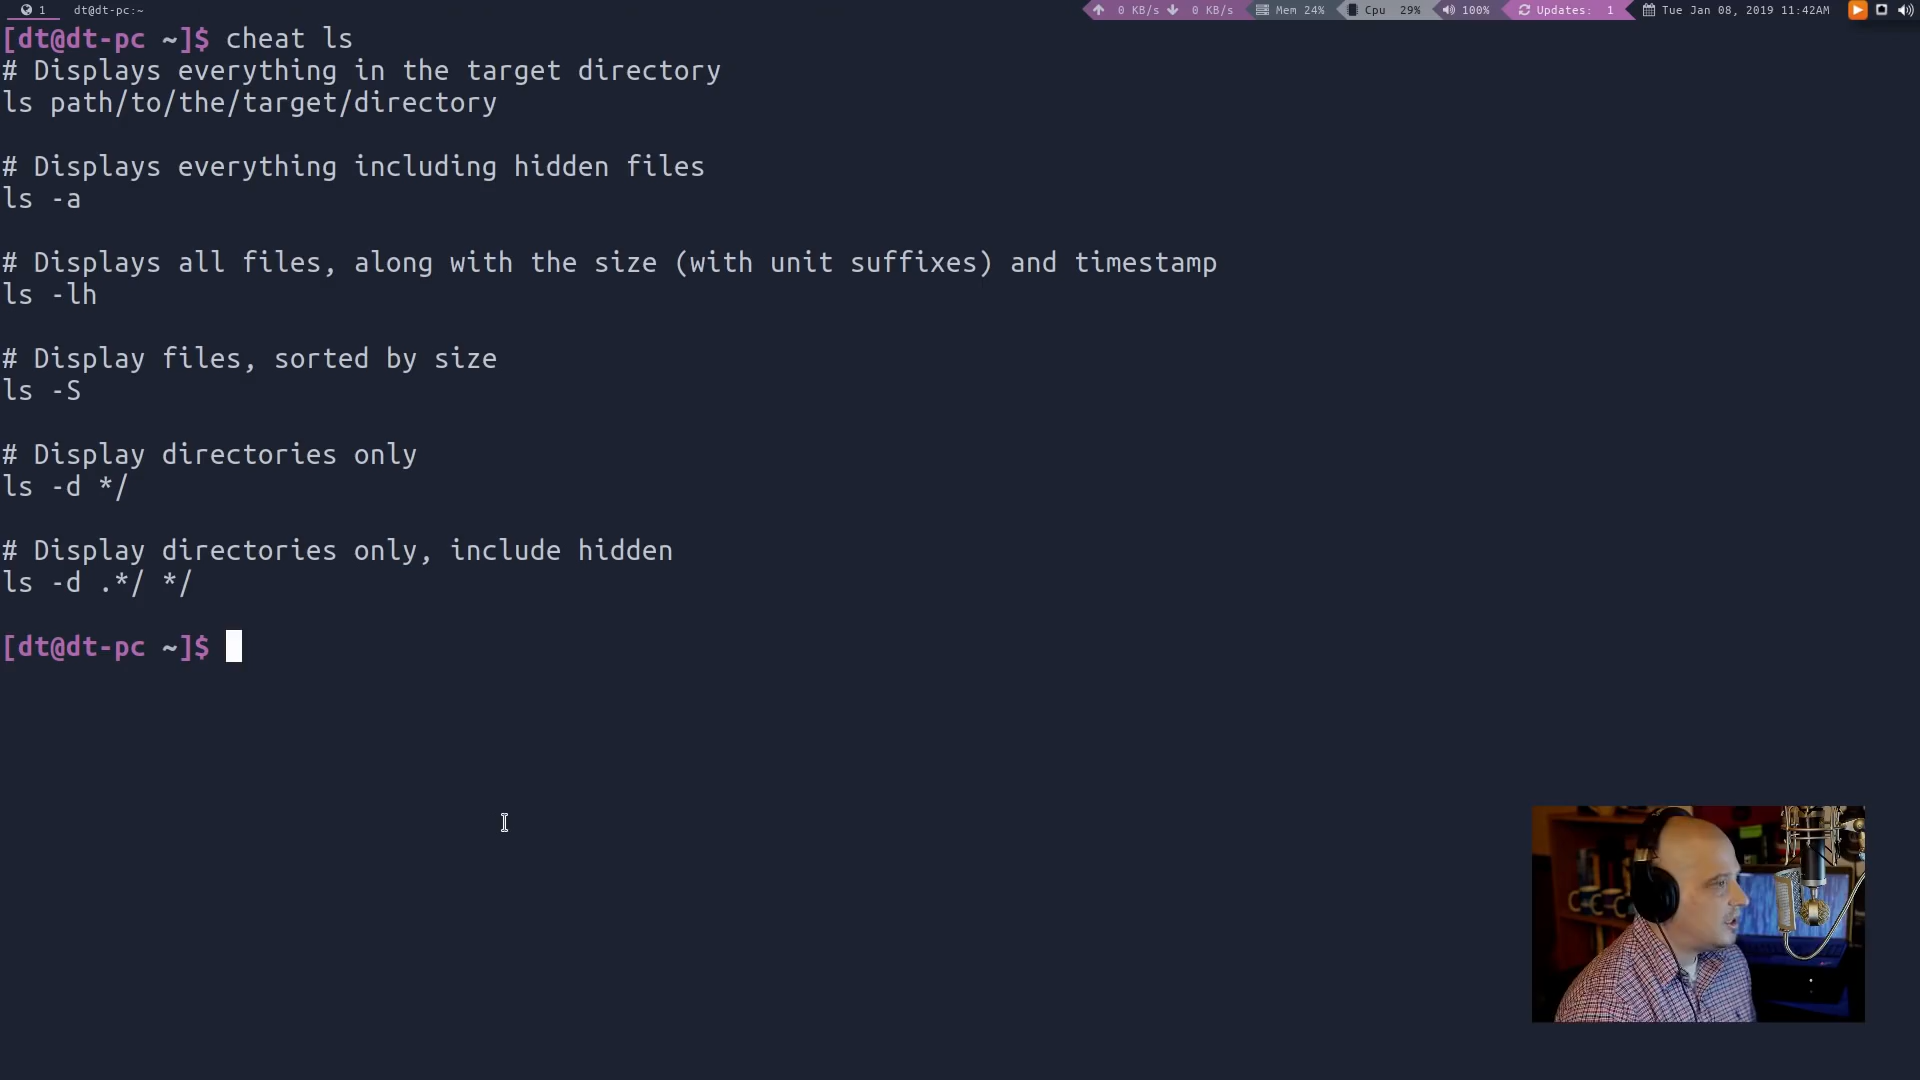 1 dt@dt-pc:~ 0 KB/s 0 KB/s Mem 24% Cpu 29% 100% Updates: 1 Tue Jan 08, 2019 11:42AM
[dt@dt-pc ~]$ cheat ls
# Displays everything in the target directory
ls path/to/the/target/directory
# Displays everything including hidden files
ls -a
# Displays all files, along with the size (with unit suffixes) and timestamp
ls -lh
# Display files, sorted by size
ls -S
# Display directories only
ls -d */
# Display directories only, include hidden
ls -d .*/ */
[dt@dt-pc ~]$